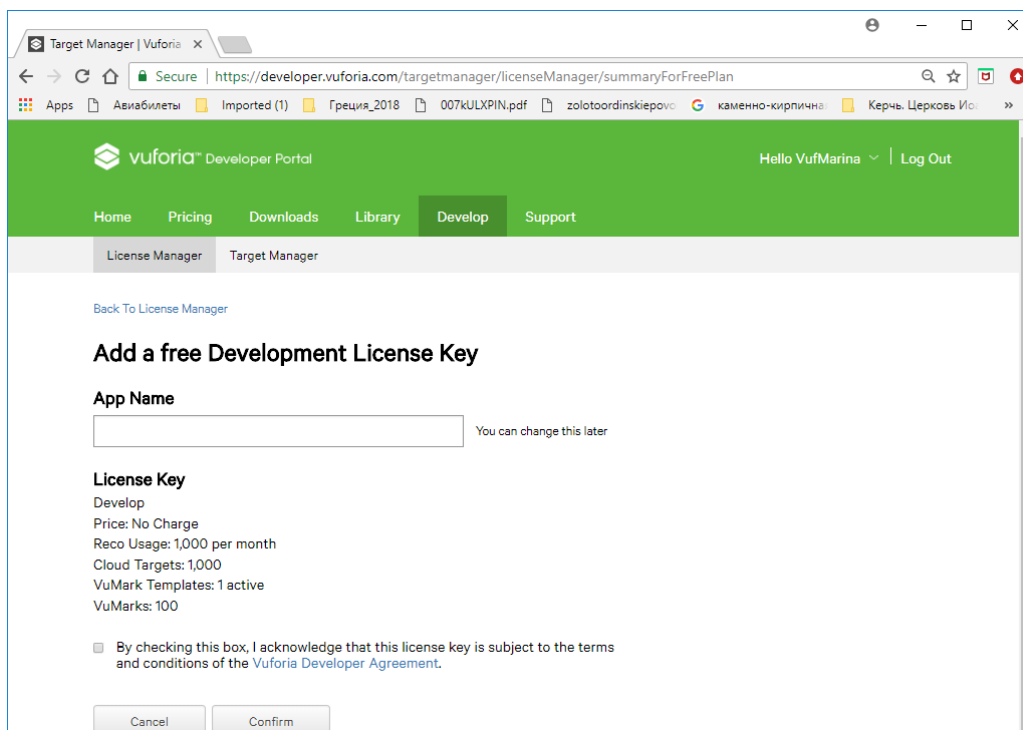 Target Manager | Vuforia
Secure | https://developer.vuforia.com/targetmanager/licenseManager/summaryForFreePlan
Apps Авиабилеты Imported (1) Греция_2018 007kULXPIN.pdf zolotoordinskiepovo каменно-кирпична Керчь. Церковь Ио »
vuforia™ Developer Portal
Hello VufMarina | Log Out
Home Pricing Downloads Library Develop Support
License Manager Target Manager
Back To License Manager
Add a free Development License Key
App Name
You can change this later
License Key
Develop
Price: No Charge
Reco Usage: 1,000 per month
Cloud Targets: 1,000
VuMark Templates: 1 active
VuMarks: 100
By checking this box, I acknowledge that this license key is subject to the terms
and conditions of the Vuforia Developer Agreement.
Cancel Confirm